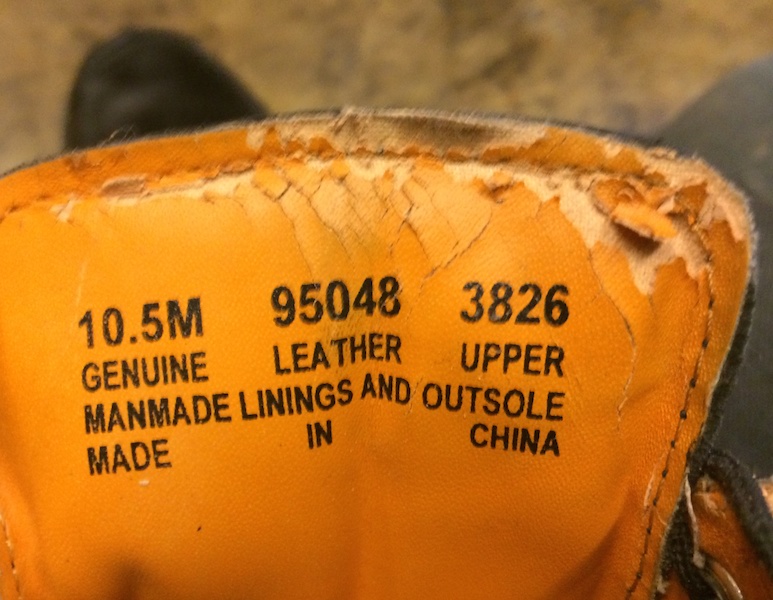 10.5M 95048 3826
GENUINE LEATHER UPPER
MANMADE LININGS AND OUTSOLE
MADE IN CHINA